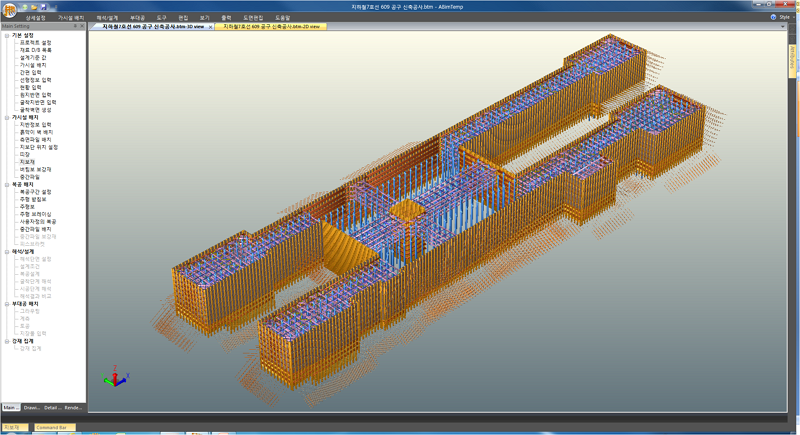 지하철7호선 609 공구 신축공사.btm - ABimTemp
상세설정 가시설 배치 해석/설계 부대공 도구 편집 보기 출력 도면편집 도움말
Style
Main Setting
지하철7호선 609 공구 신축공사.btm-3D view
지하철7호선 609 공구 신축공사.btm-2D view
기본 설정
프로젝트 설정
재료 D/B 목록
설계기준 값
가시설 배치
간편 입력
선형정보 입력
현황 입력
원지반면 입력
굴착지반면 입력
굴착벽면 생성
가시설 배치
지반정보 입력
흙막이 벽 배치
측면파일 배치
지보단 위치 설정
띠장
지보재
버팀보 보강재
중간파일
복공 배치
복공구간 설정
주형 받침보
주형보
주형 브레이싱
사용자정의 복공
중간파일 배치
중간파일 보강재
피스브라켓
해석/설계
해석단면 설정
설계조건
복공설계
굴착단계 해석
시공단계 해석
해석결과 비교
부대공 배치
그라우팅
계측
토공
지장물 입력
강재 집계
강재 집계
Attributes
Z
X
Main ... Drawi... Detail ... Rende...
지보재 Command Bar